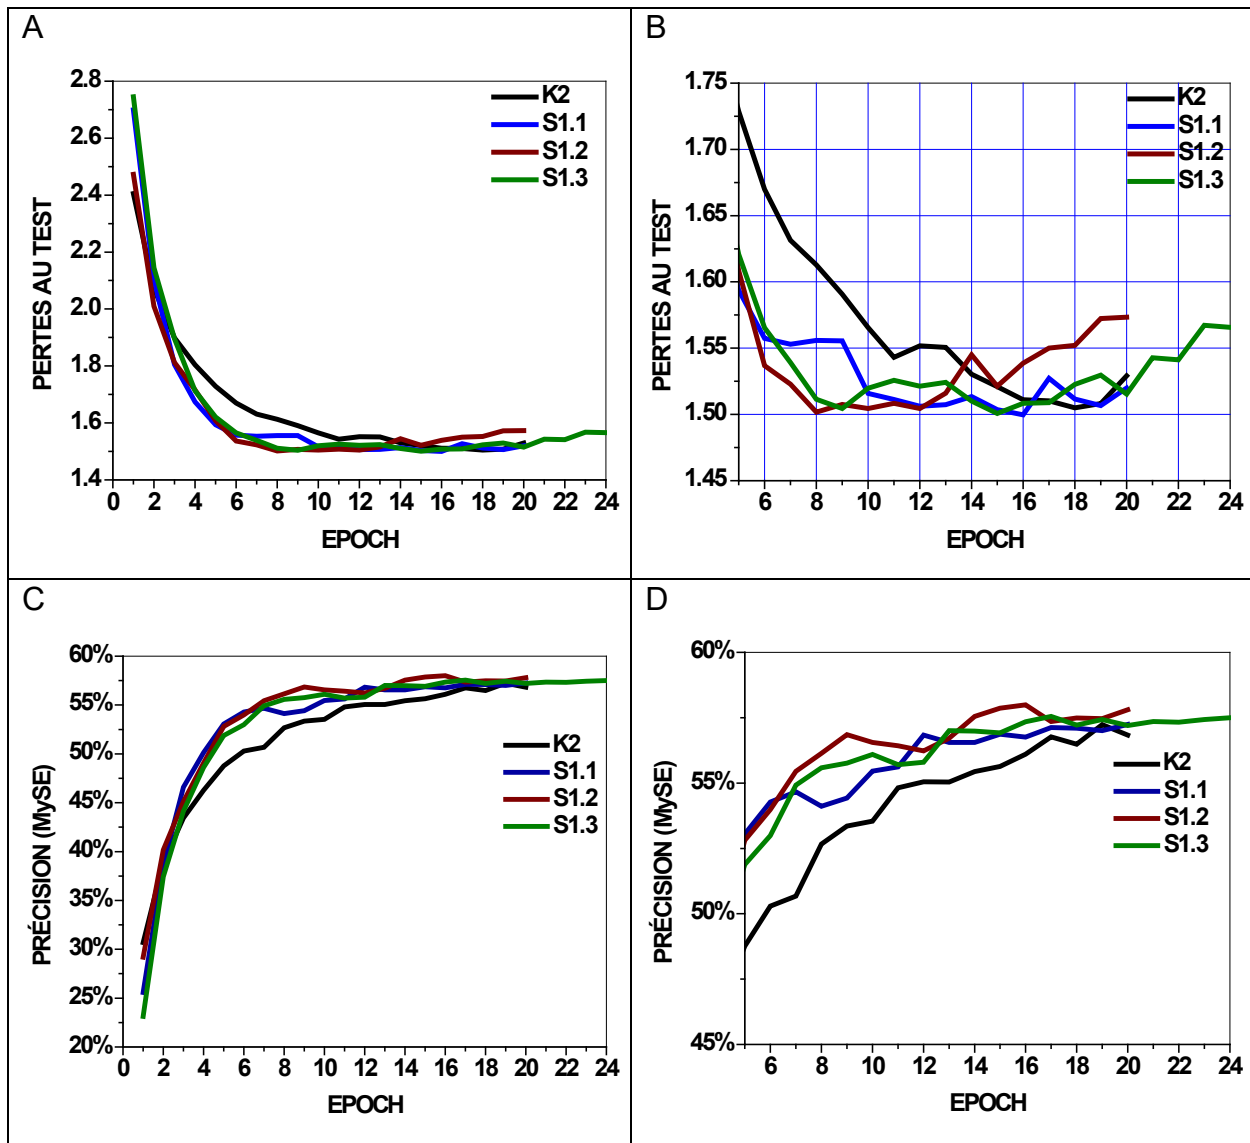 A
2.8
2.6
2.4
2.2
2.0
1.8
1.6
1.4
PERTES AU TEST
K2
S1.1
S1.2
S1.3
0 2 4 6 8 10 12 14 16 18 20 22 24
EPOCH
B
1.75
1.70
1.65
1.60
1.55
1.50
1.45
PERTES AU TEST
K2
S1.1
S1.2
S1.3
6 8 10 12 14 16 18 20 22 24
EPOCH
C
60%
55%
50%
45%
40%
35%
30%
25%
20%
PRÉCISION (MySE)
K2
S1.1
S1.2
S1.3
0 2 4 6 8 10 12 14 16 18 20 22 24
EPOCH
D
60%
55%
50%
45%
PRÉCISION (MySE)
K2
S1.1
S1.2
S1.3
6 8 10 12 14 16 18 20 22 24
EPOCH